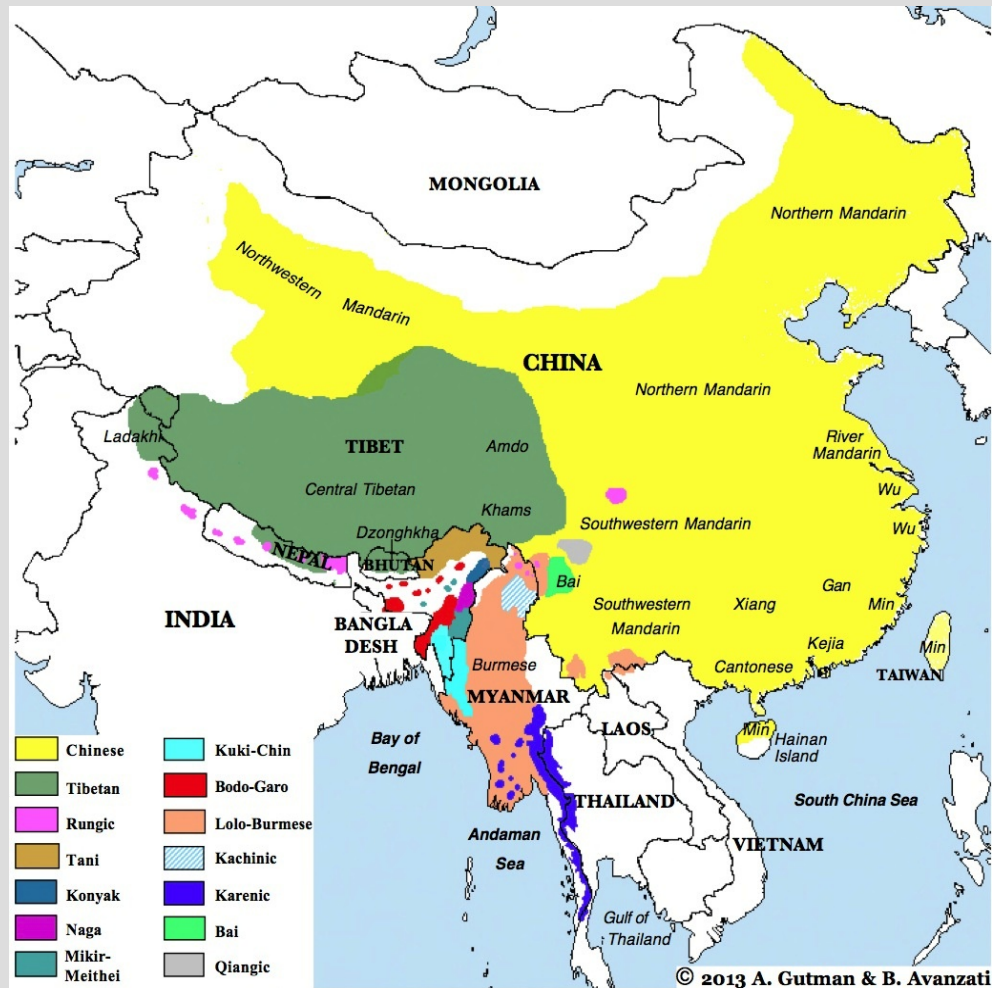 MONGOLIA
Northern Mandarin
Northwestern
Mandarin
CHINA
Northern Mandarin
Ladakhi
TIBET
Amdo
River
Mandarin
Central Tibetan
Khams
Wu
Southwestern Mandarin
Wu
Dzonghkha
NEPAL
BHUTAN
Bai
Gan
INDIA
BANGLA
DESH
Southwestern
Mandarin
Xiang
Min
Kejia
Min
Burmese
Cantonese
TAIWAN
MYANMAR
LAOS
Min
Hainan
Island
Bay of
Bengal
THAILAND
South China Sea
Andaman
Sea
VIETNAM
Gulf of
Thailand
Chinese
Tibetan
Rungic
Tani
Konyak
Naga
Mikir-
Meithei
Kuki-Chin
Bodo-Garo
Lolo-Burmese
Kachinic
Karenic
Bai
Qiangic
© 2013 A. Gutman & B. Avanzati